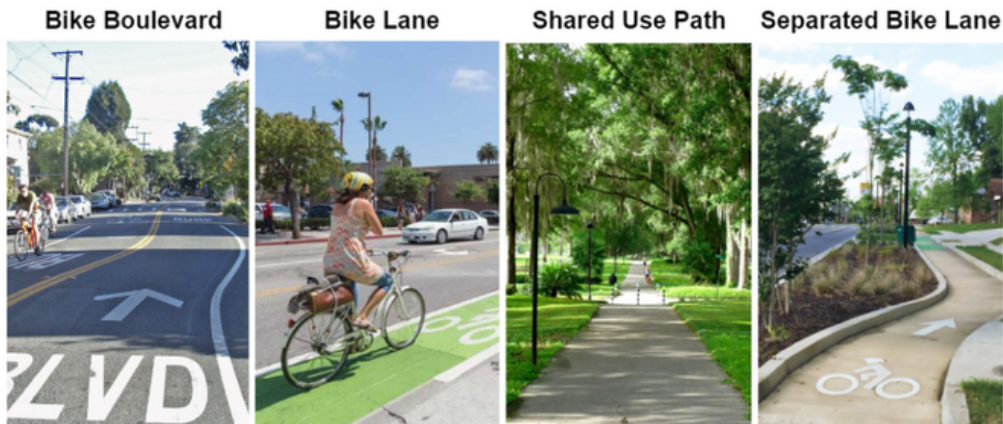 Bike Boulevard
Bike Lane
Shared Use Path
Separated Bike Lane
BLVD